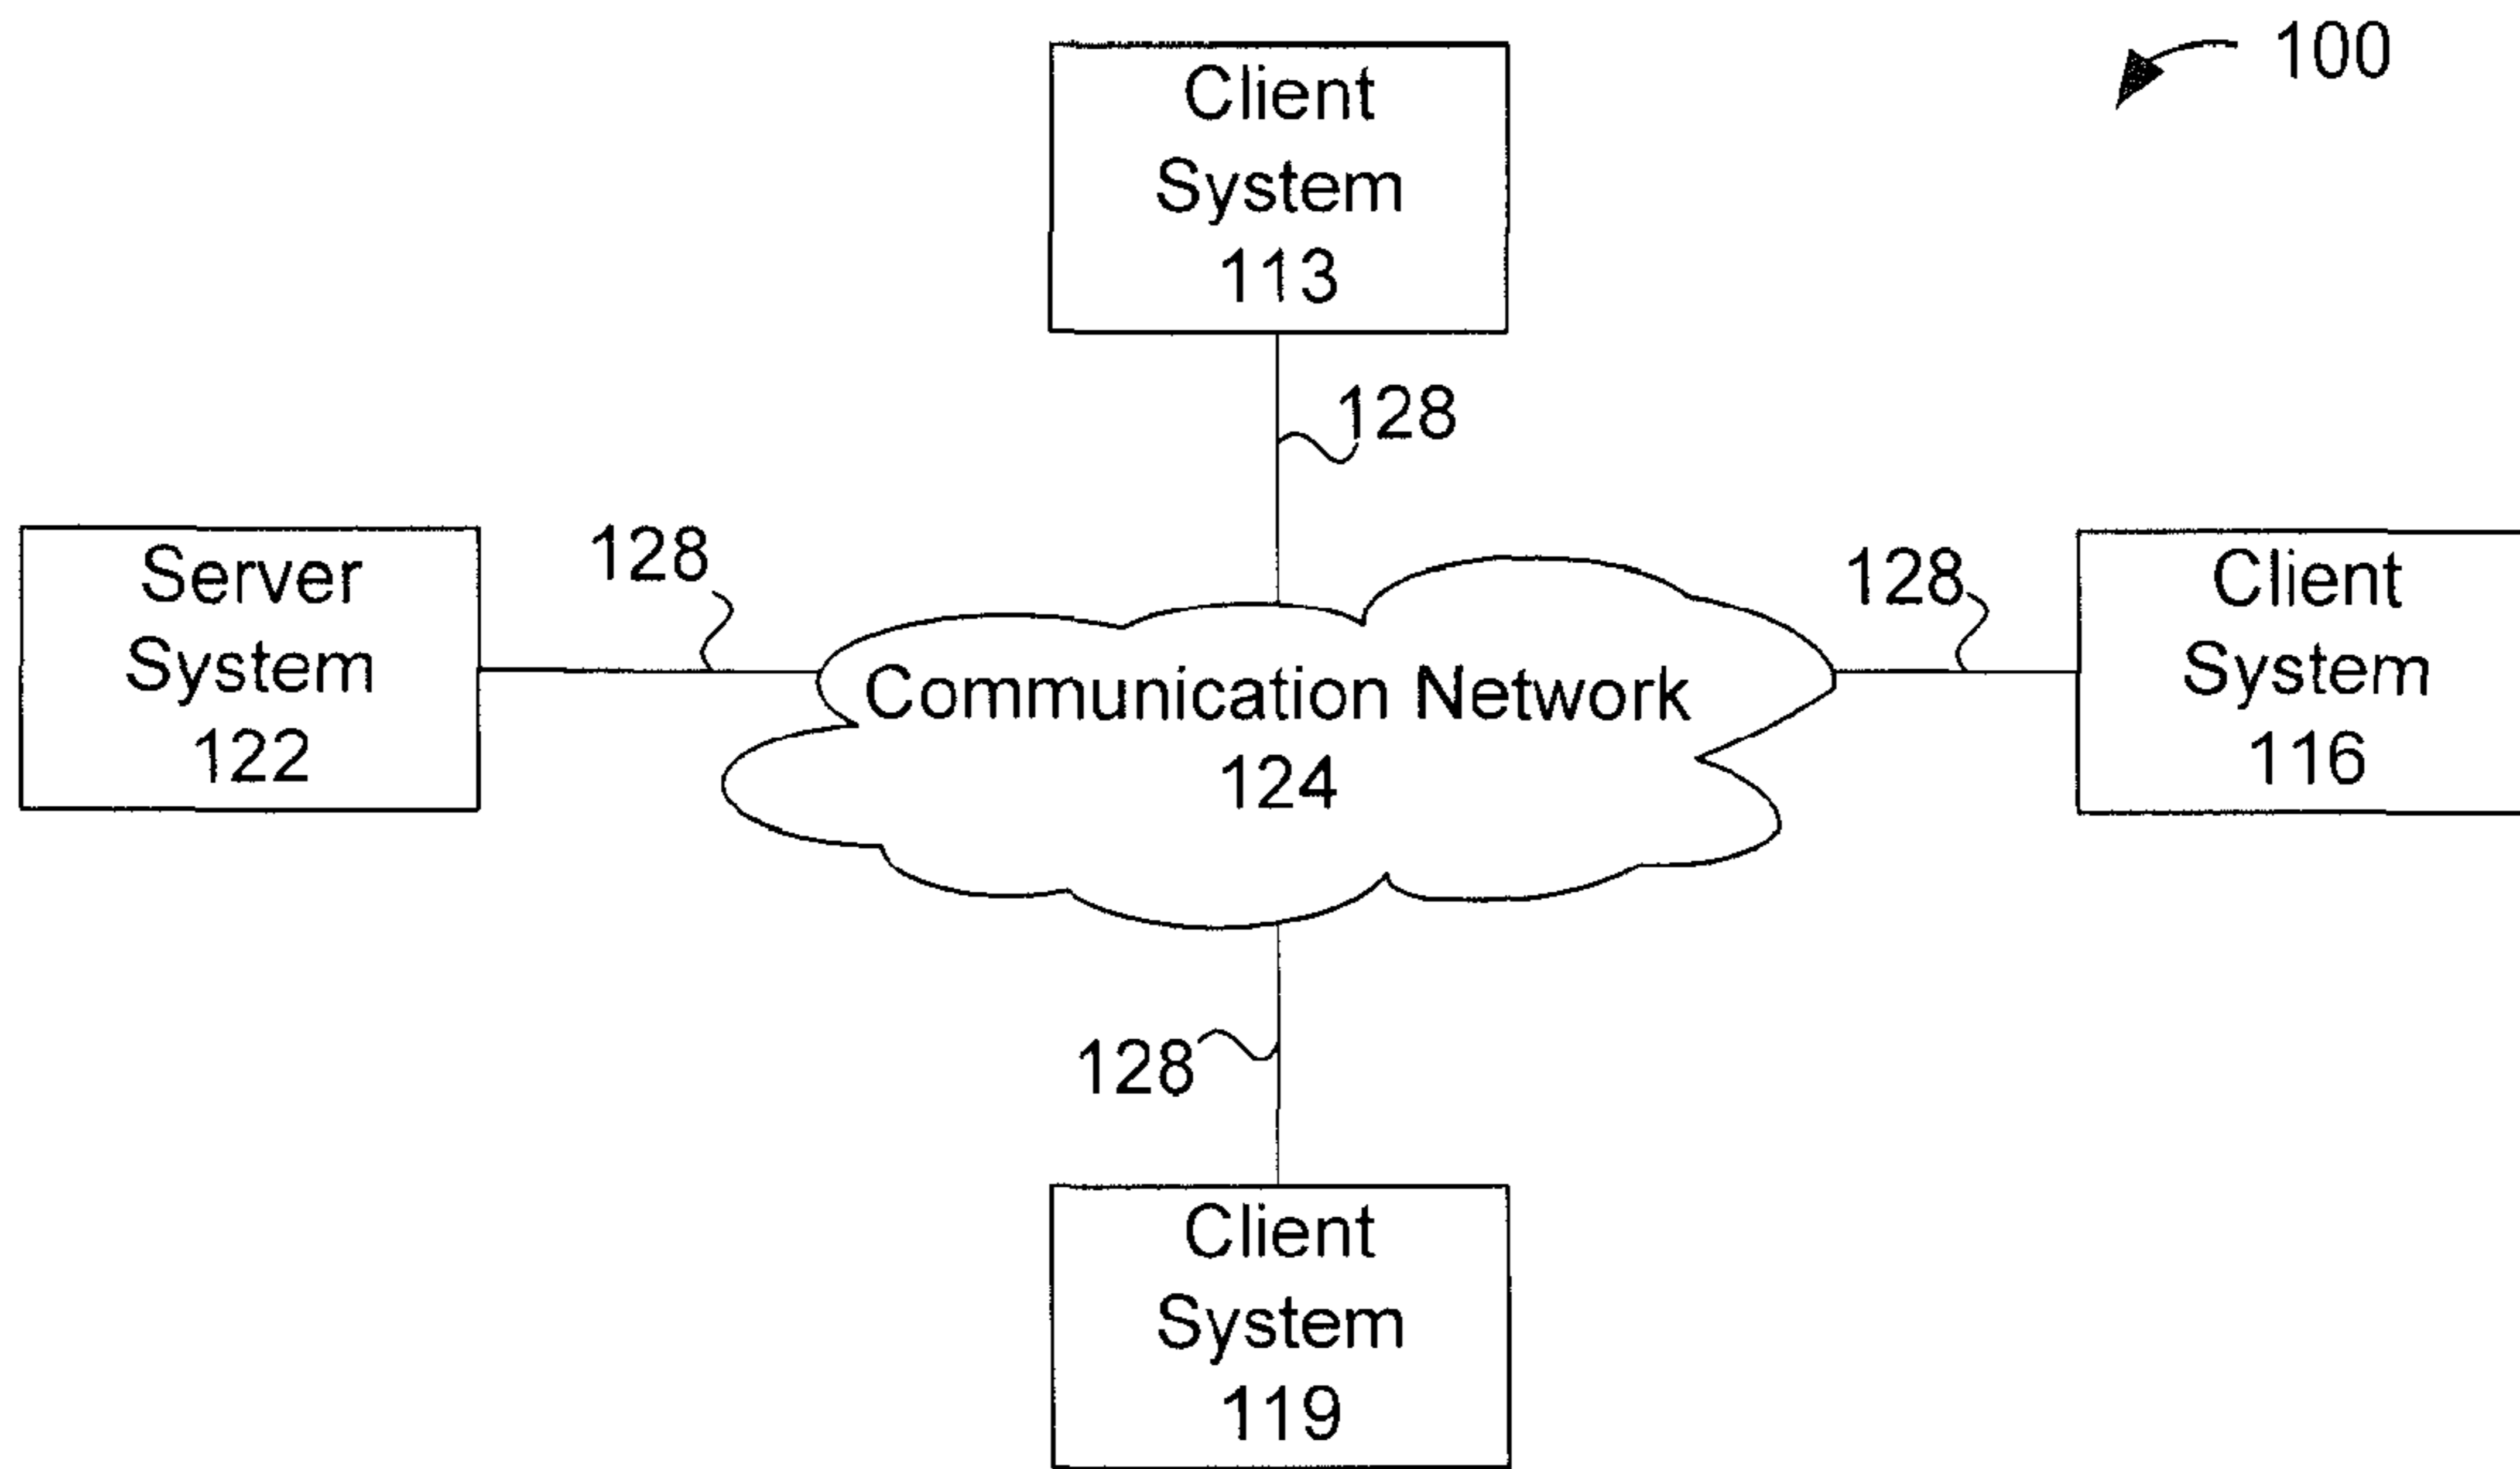 100
Client
System
113
128
Server
System
122
128
Communication Network
124
128
Client
System
116
128
Client
System
119